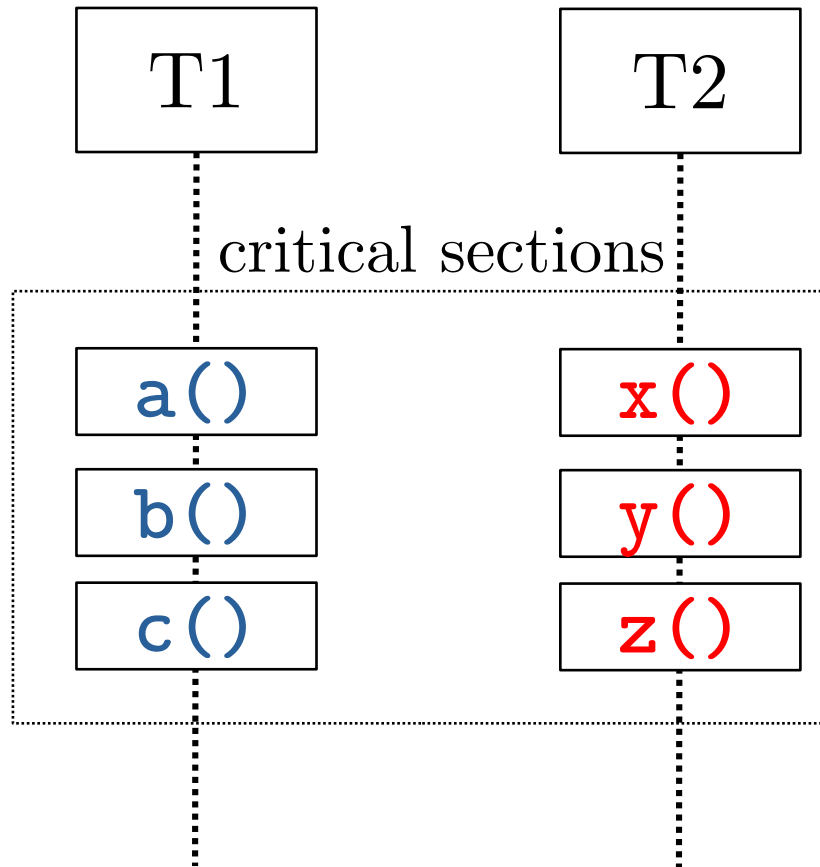 T1 T2
critical sections
a() x()
b() y()
c() z()